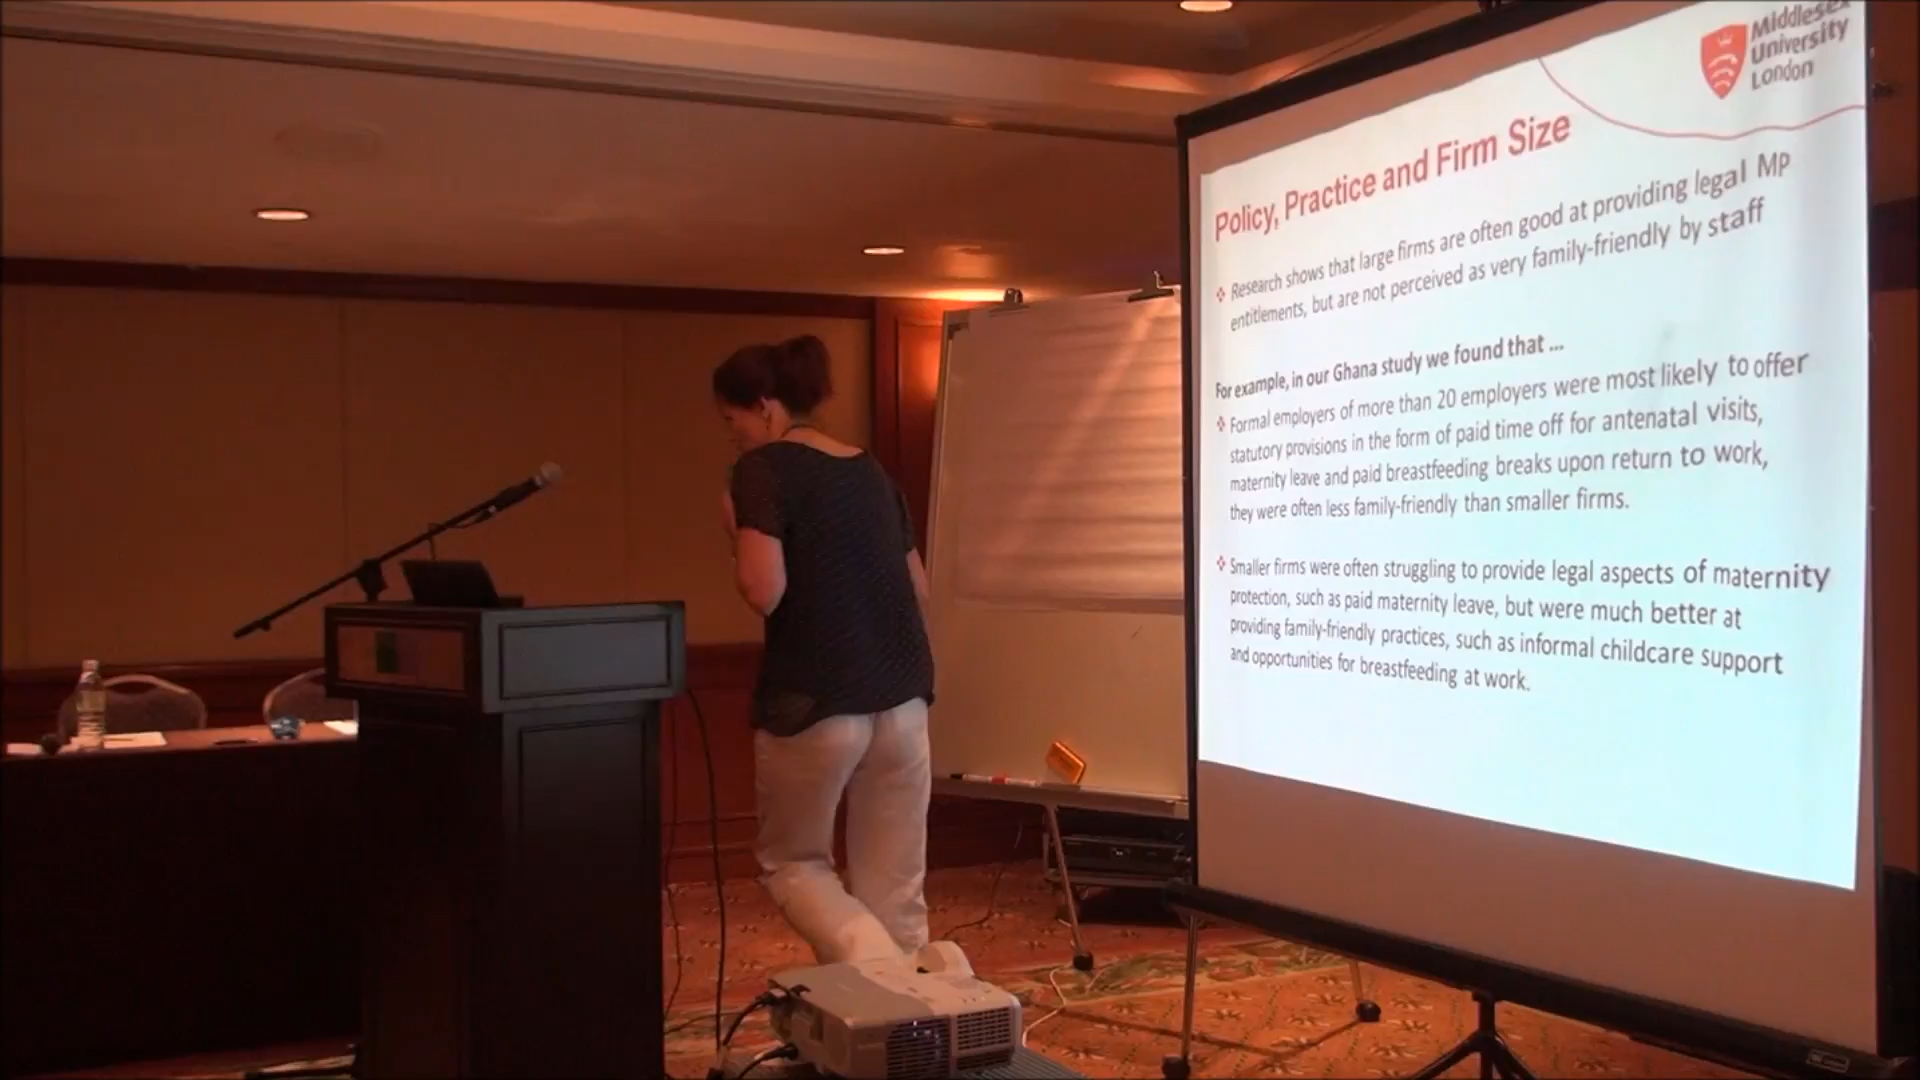 Middlesex
University
London
Policy, Practice and Firm Size
❖ Research shows that large firms are often good at providing legal MP
entitlements, but are not perceived as very family-friendly by staff
For example, in our Ghana study we found that ...
❖ Formal employers of more than 20 employers were most likely to offer
statutory provisions in the form of paid time off for antenatal visits,
maternity leave and paid breastfeeding breaks upon return to work,
they were often less family-friendly than smaller firms.
❖ Smaller firms were often struggling to provide legal aspects of maternity
protection, such as paid maternity leave, but were much better at
providing family-friendly practices, such as informal childcare support
and opportunities for breastfeeding at work.